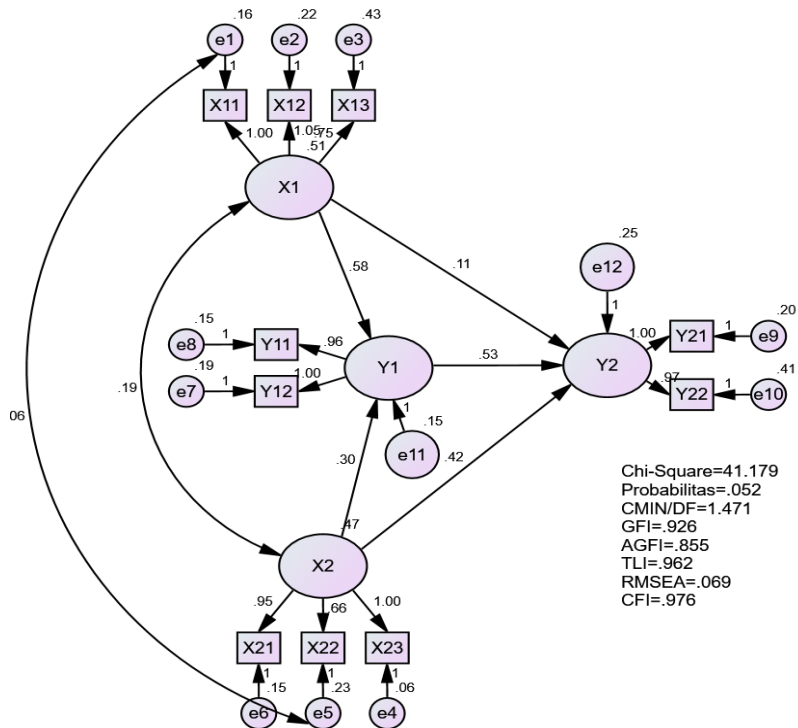 .16
.22
.43
e1
e2
e3
1
1
1
X11
X12
X13
1.00
1.05
.75
.51
X1
.58
.11
.25
e12
1
.15
e8
1
Y11
.96
.19
e7
1
Y12
1.00
Y1
.53
Y2
1.00
Y21
1
.20
e9
.97
Y22
1
.41
e10
.19
06
1
.15
e11
.30
.42
.47
X2
Chi-Square=41.179
Probabilitas=.052
CMIN/DF=1.471
GFI=.926
AGFI=.855
TLI=.962
RMSEA=.069
CFI=.976
.95
66
1.00
X21
X22
X23
1
1
1
.15
.23
.06
e6
e5
e4